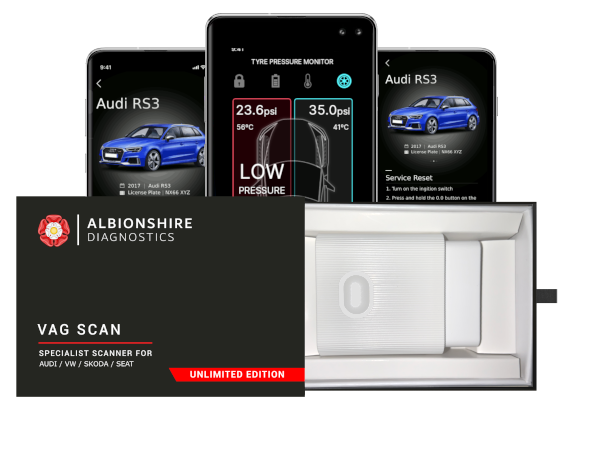 9:41
TYRE PRESSURE MONITOR
23.6psi
35.0psi
56ºC
41ºC
LOW
PRESSURE
Audi RS3
2017 | Audi RS3
License Plate | NX66 XYZ
Audi RS3
2017 | Audi RS3
License Plate | NX66 XYZ
Service Reset
1. Turn on the ingition switch
2. Press and hold the 0.0 button on the
ALBIONSHIRE
DIAGNOSTICS
VAG SCAN
SPECIALIST SCANNER FOR
AUDI / VW / SKODA / SEAT
UNLIMITED EDITION